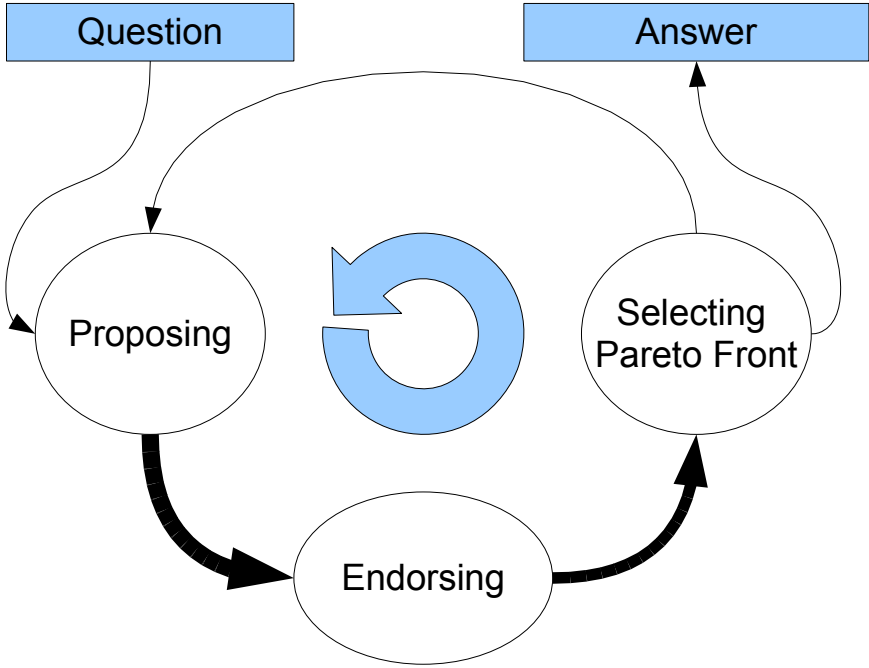 Question
Answer
Proposing
Selecting
Pareto Front
Endorsing